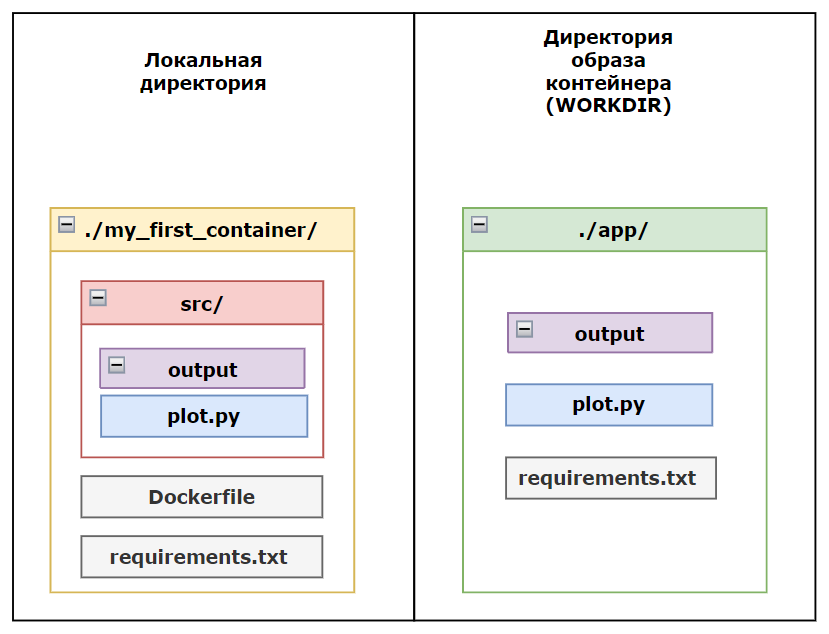 Локальная
директория
./my_first_container/
src/
output
plot.py
Dockerfile
requirements.txt
Директория
образа
контейнера
(WORKDIR)
./app/
output
plot.py
requirements.txt